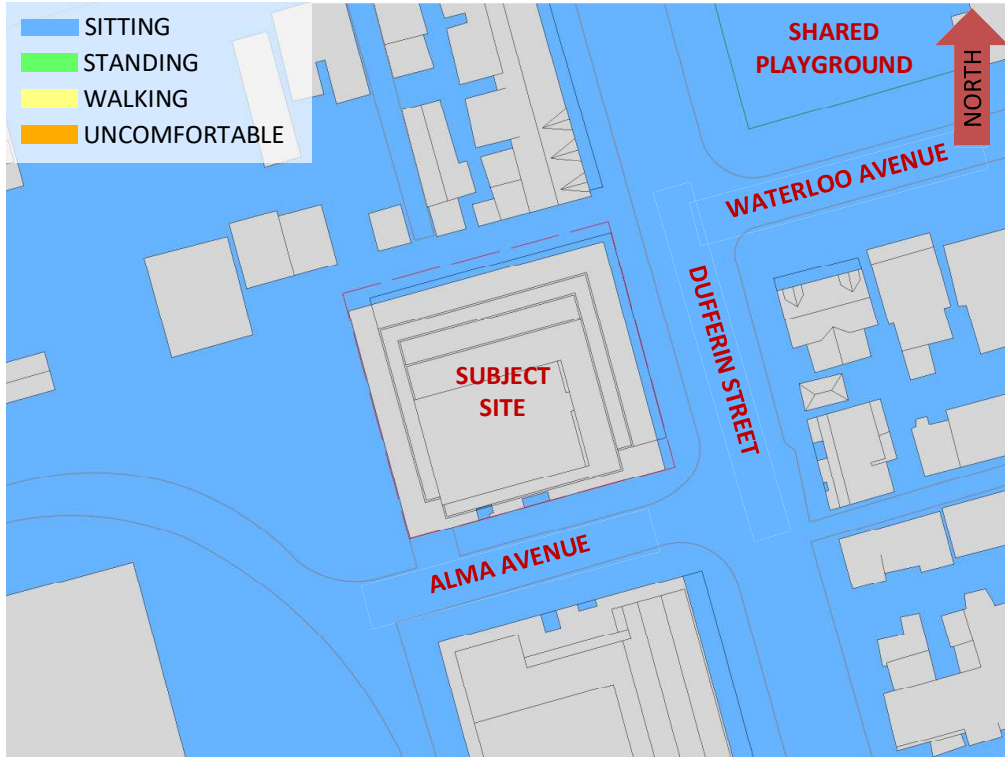 SITTING
STANDING
WALKING
UNCOMFORTABLE
SHARED
PLAYGROUND
NORTH
WATERLOO AVENUE
DUFFERIN STREET
SUBJECT
SITE
ALMA AVENUE